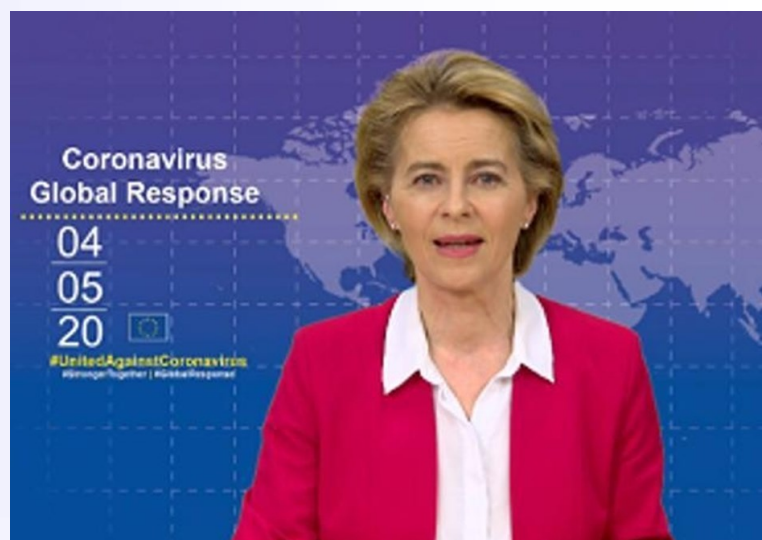 Coronavirus
Global Response
04
05
20
#UnitedAgainstCoronavirus
#StrongerTogether | #GlobalResponse